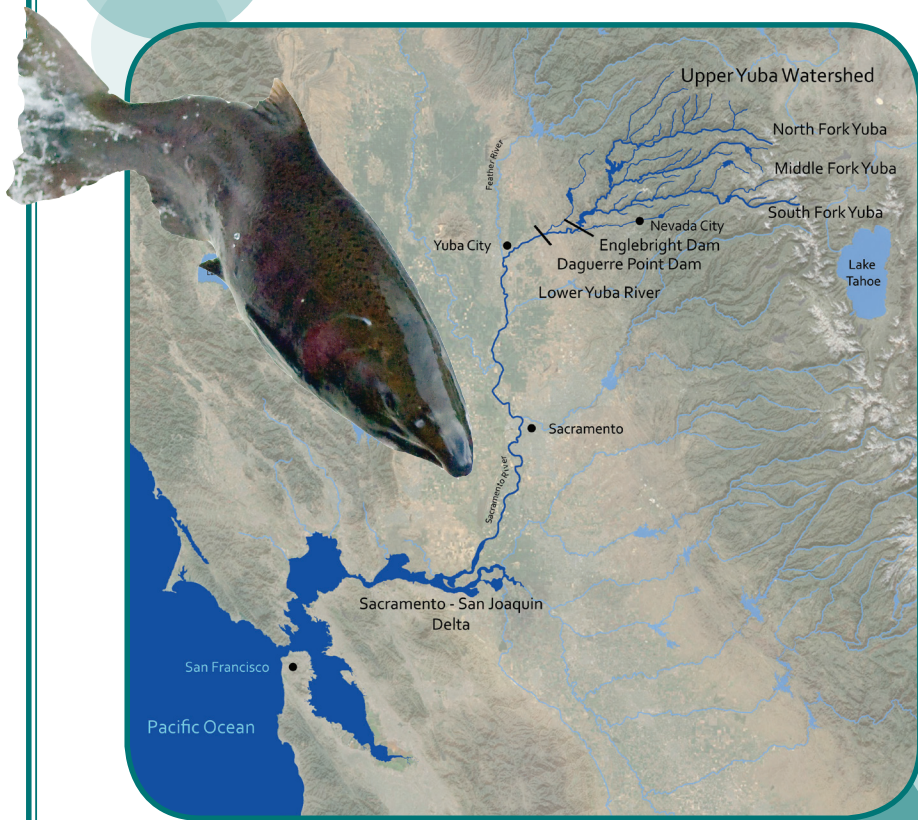 Upper Yuba Watershed
North Fork Yuba
Middle Fork Yuba
South Fork Yuba
Feather River
Nevada City
Yuba City
Englebright Dam
Daguerre Point Dam
Lower Yuba River
Lake
Tahoe
Sacramento
Sacramento River
Sacramento - San Joaquin
Delta
San Francisco
Pacific Ocean